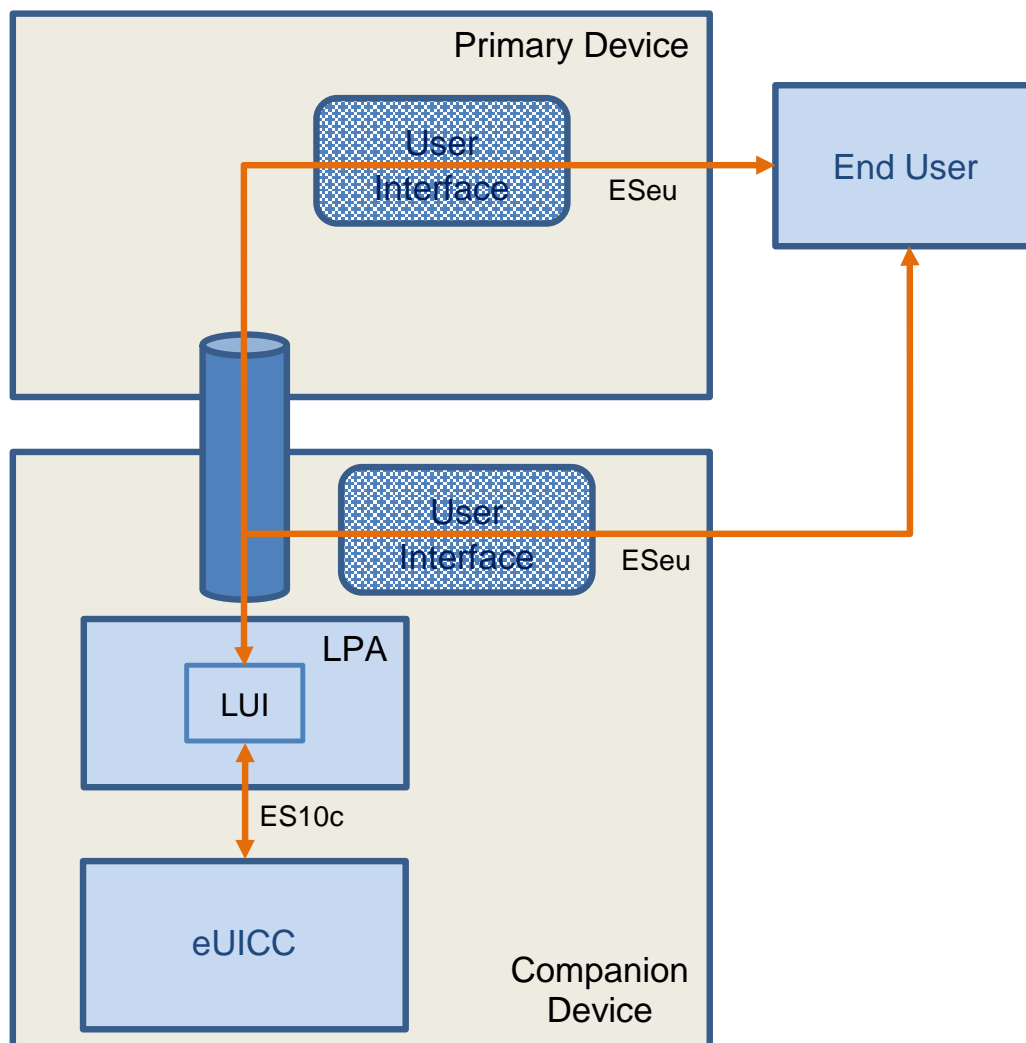 Primary Device
User
Interface
ESeu
End User
User
Interface
ESeu
LPA
LUI
ES10c
eUICC
Companion
Device